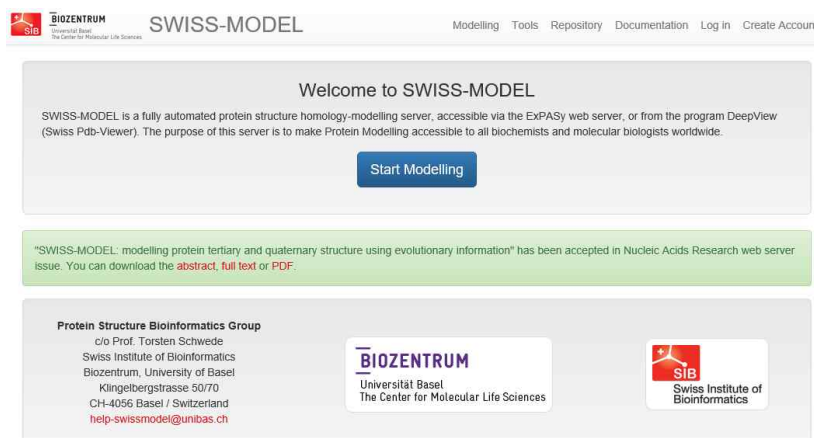 SIB
BIOZENTRUM
Universität Basel
The Center for Molecular Life Sciences
SWISS-MODEL
Modelling Tools Repository Documentation Log in Create Accoun
Welcome to SWISS-MODEL
SWISS-MODEL is a fully automated protein structure homology-modelling server, accessible via the ExPASy web server, or from the program DeepView
(Swiss Pdb-Viewer). The purpose of this server is to make Protein Modelling accessible to all biochemists and molecular biologists worldwide.
Start Modelling
"SWISS-MODEL: modelling protein tertiary and quaternary structure using evolutionary information" has been accepted in Nucleic Acids Research web server
issue. You can download the abstract, full text or PDF.
Protein Structure Bioinformatics Group
c/o Prof. Torsten Schwede
Swiss Institute of Bioinformatics
Biozentrum, University of Basel
Klingelbergstrasse 50/70
CH-4056 Basel / Switzerland
help-swissmodel@unibas.ch
BIOZENTRUM
Universität Basel
The Center for Molecular Life Sciences
SIB
Swiss Institute of
Bioinformatics